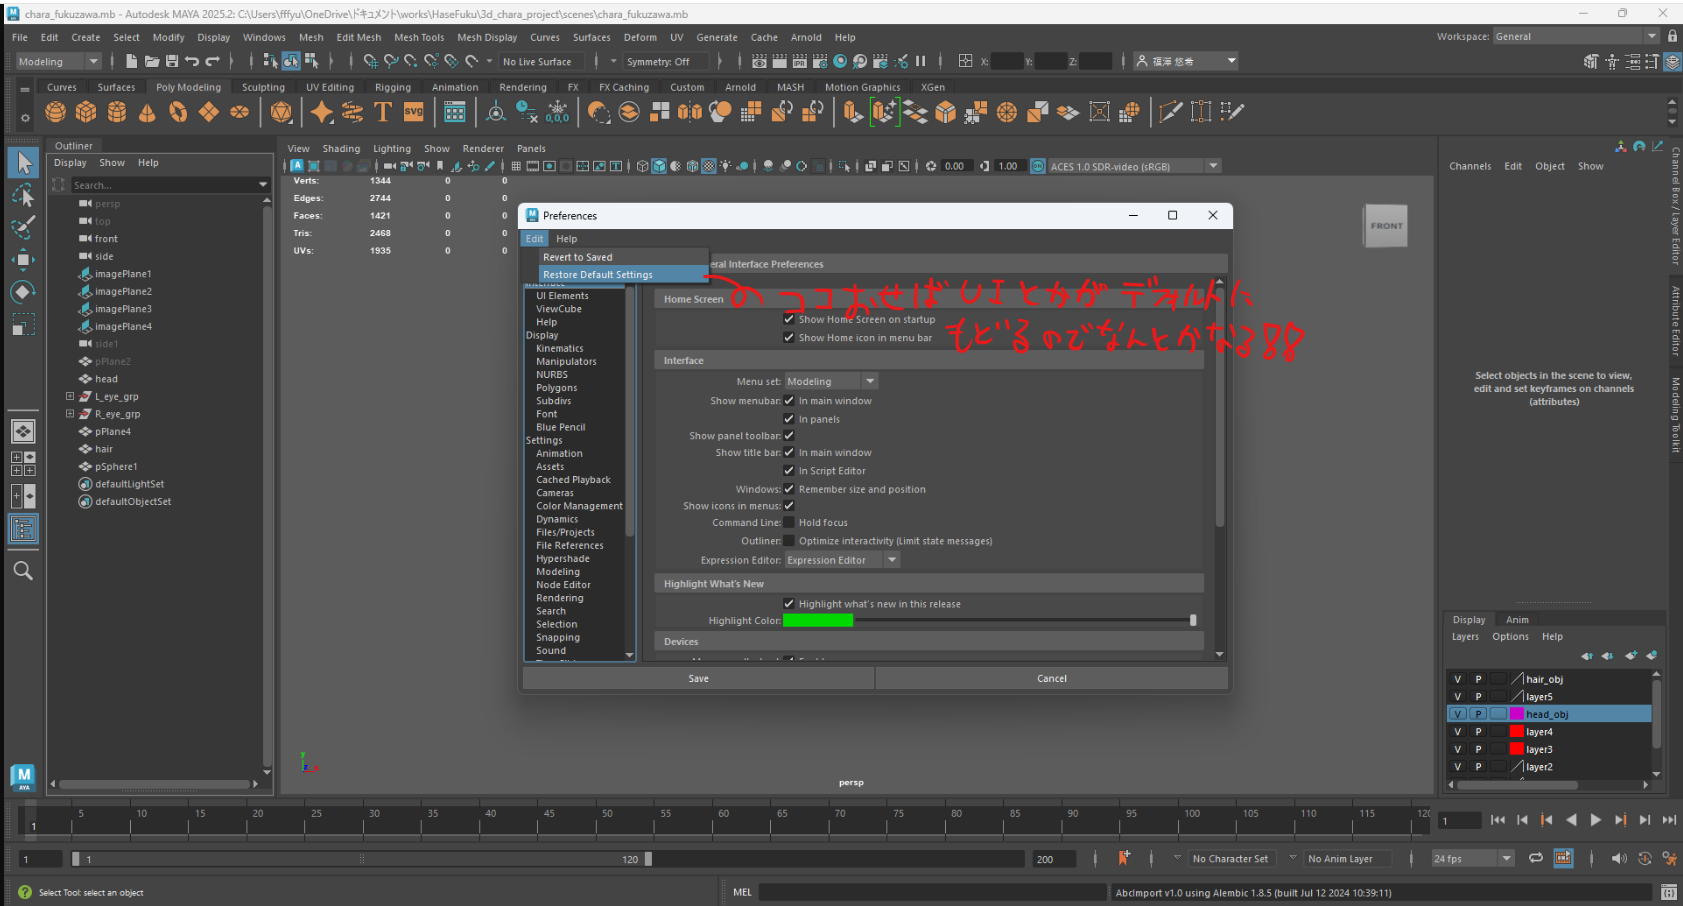 chara_fukuzawa.mb - Autodesk MAYA 2025.2: C:\Users\fffyu\OneDrive\ドキュメント\works\HaseFuku\3d_chara_project\scenes\chara_fukuzawa.mb
File Edit Create Select Modify Display Windows Mesh Edit Mesh Mesh Tools Mesh Display Curves Surfaces Deform UV Generate Cache Arnold Help
Workspace: General
Modeling
No Live Surface
Symmetry: Off
X: Y: Z:
福澤 悠希
Curves Surfaces Poly Modeling Sculpting UV Editing Rigging Animation Rendering FX FX Caching Custom Arnold MASH Motion Graphics XGen
Outliner
Display Show Help
Search...
persp
top
front
side
imagePlane1
imagePlane2
imagePlane3
imagePlane4
side1
pPlane2
head
L_eye_grp
R_eye_grp
pPlane4
hair
pSphere1
defaultLightSet
defaultObjectSet
View Shading Lighting Show Renderer Panels
0.00 1.00 ACES 1.0 SDR-video (sRGB)
Verts: 1344 0 0
Edges: 2744 0 0
Faces: 1421 0 0
Tris: 2468 0 0
UVs: 1935 0 0
FRONT
Preferences
Edit Help
Revert to Saved
Restore Default Settings
Interface
UI Elements
ViewCube
Help
Display
Kinematics
Manipulators
NURBS
Polygons
Subdivs
Font
Blue Pencil
Settings
Animation
Assets
Cached Playback
Cameras
Color Management
Dynamics
Files/Projects
File References
Hypershade
Modeling
Node Editor
Rendering
Search
Selection
Snapping
Sound
eral Interface Preferences
Home Screen
ココおせばUIとかがデフォルトに
もどるのでなんとかなる
Show Home Screen on startup
Show Home icon in menu bar
Interface
Menu set: Modeling
Show menubar: In main window
In panels
Show panel toolbar:
Show title bar: In main window
In Script Editor
Windows: Remember size and position
Show icons in menus:
Command Line: Hold focus
Outliner: Optimize interactivity (Limit state messages)
Expression Editor: Expression Editor
Highlight What's New
Highlight what's new in this release
Highlight Color:
Devices
Save Cancel
persp
Channels Edit Object Show
Select objects in the scene to view,
edit and set keyframes on channels
(attributes)
Channel Box / Layer Editor
Attribute Editor
Modeling Toolkit
Display Anim
Layers Options Help
V P hair_obj
V P layer5
V P head_obj
V P layer4
V P layer3
V P layer2
M
AYA
1 5 10 15 20 25 30 35 40 45 50 55 60 65 70 75 80 85 90 95 100 105 110 115 120
1
1 1 120 200
No Character Set
No Anim Layer
24 fps
Select Tool: select an object
MEL
AbcImport v1.0 using Alembic 1.8.5 (built Jul 12 2024 10:39:11)